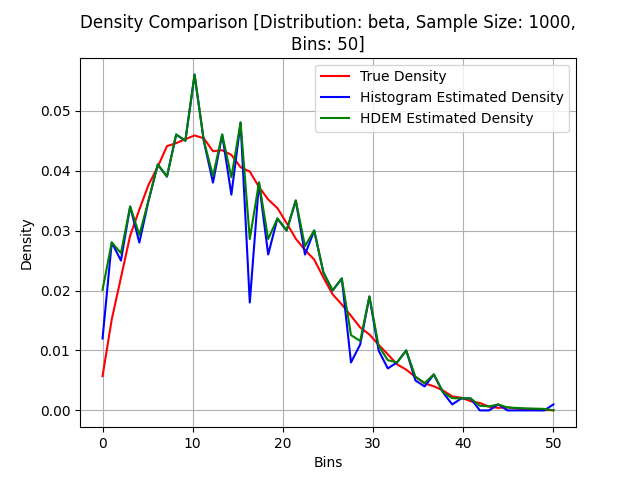 Density Comparison [Distribution: beta, Sample Size: 1000,
Bins: 50]
True Density
Histogram Estimated Density
HDEM Estimated Density
Density
0.05
0.04
0.03
0.02
0.01
0.00
0 10 20 30 40 50
Bins